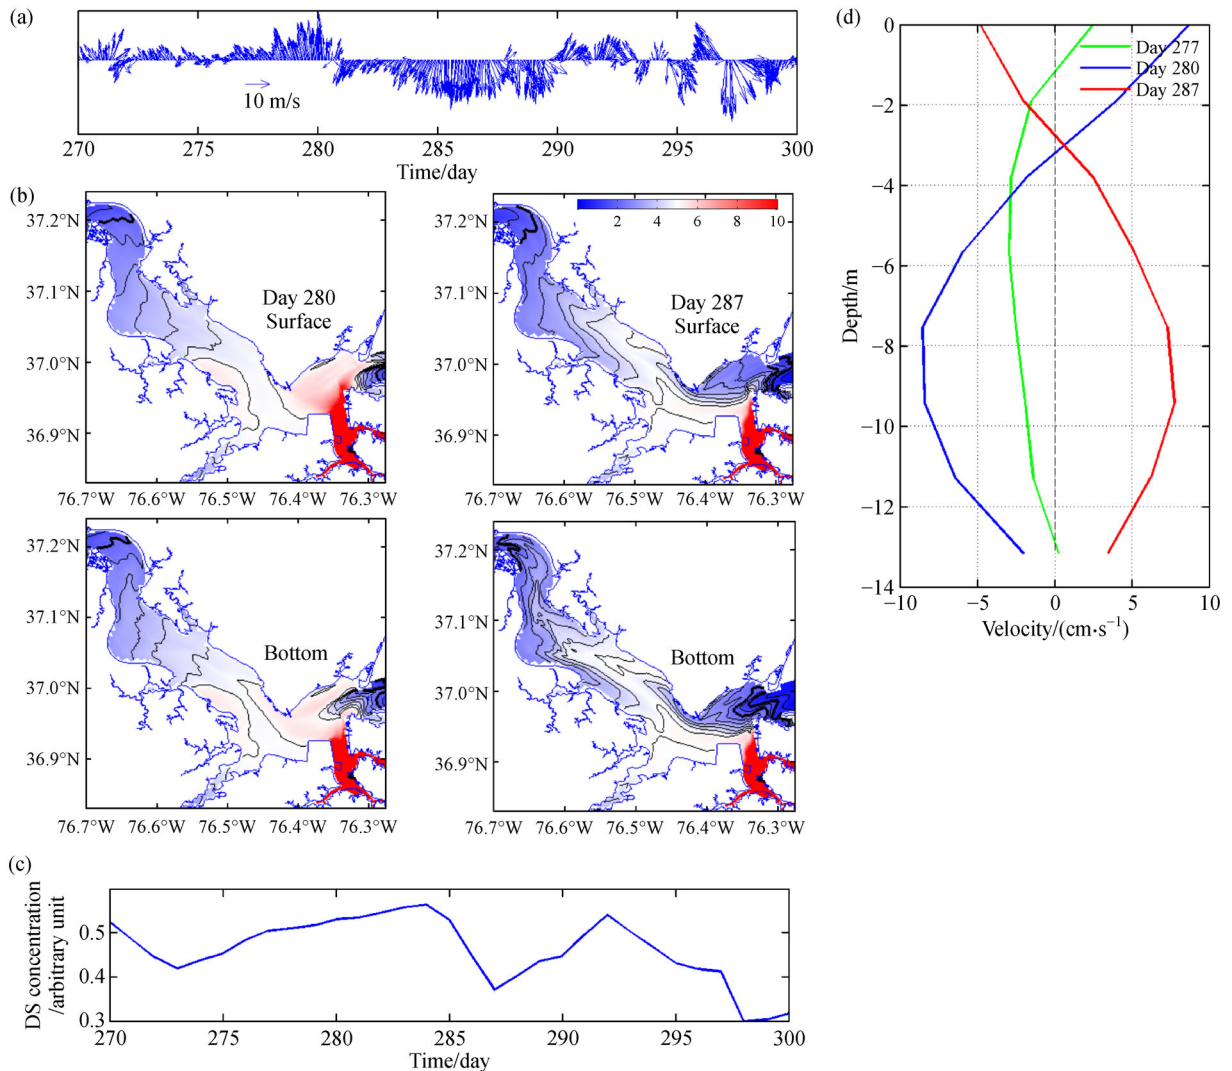 (a)
10 m/s
270 275 280 285 290 295 300
Time/day
(b)
37.2°N
37.1°N
37.0°N
36.9°N
Day 280
Surface
76.7°W 76.6°W 76.5°W 76.4°W 76.3°W
2 4 6 8 10
37.2°N
37.1°N
37.0°N
36.9°N
Day 287
Surface
76.7°W 76.6°W 76.5°W 76.4°W 76.3°W
37.2°N
37.1°N
37.0°N
36.9°N
Bottom
76.7°W 76.6°W 76.5°W 76.4°W 76.3°W
37.2°N
37.1°N
37.0°N
36.9°N
Bottom
76.7°W 76.6°W 76.5°W 76.4°W 76.3°W
(c)
DS concentration
/arbitrary unit
0.5
0.4
0.3
270 275 280 285 290 295 300
Time/day
(d)
Day 277
Day 280
Day 287
Depth/m
0
−2
−4
−6
−8
−10
−12
−14
−10 −5 0 5 10
Velocity/(cm·s⁻¹)